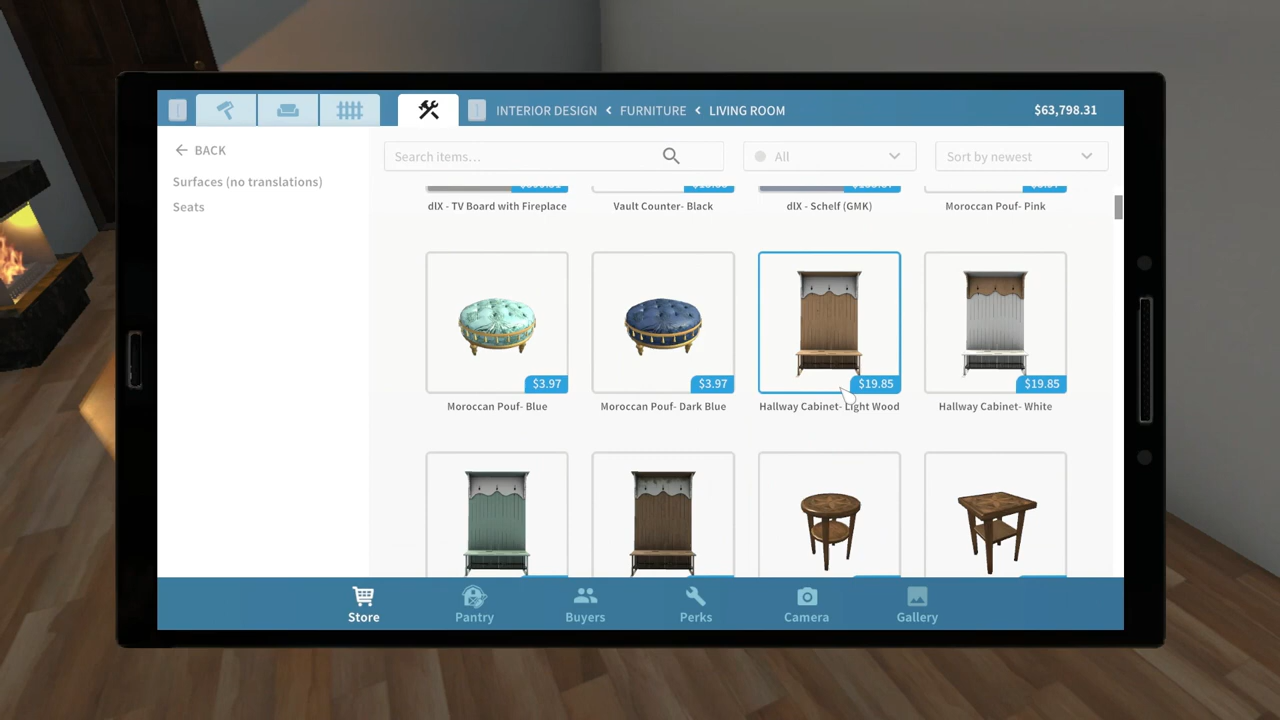 INTERIOR DESIGN < FURNITURE < LIVING ROOM
$63,798.31
BACK
Surfaces (no translations)
Seats
Search items...
All
Sort by newest
dlX - TV Board with Fireplace
Vault Counter- Black
dlX - Schelf (GMK)
Moroccan Pouf- Pink
$3.97
$3.97
$19.85
$19.85
Moroccan Pouf- Blue
Moroccan Pouf- Dark Blue
Hallway Cabinet- Light Wood
Hallway Cabinet- White
Store
Pantry
Buyers
Perks
Camera
Gallery